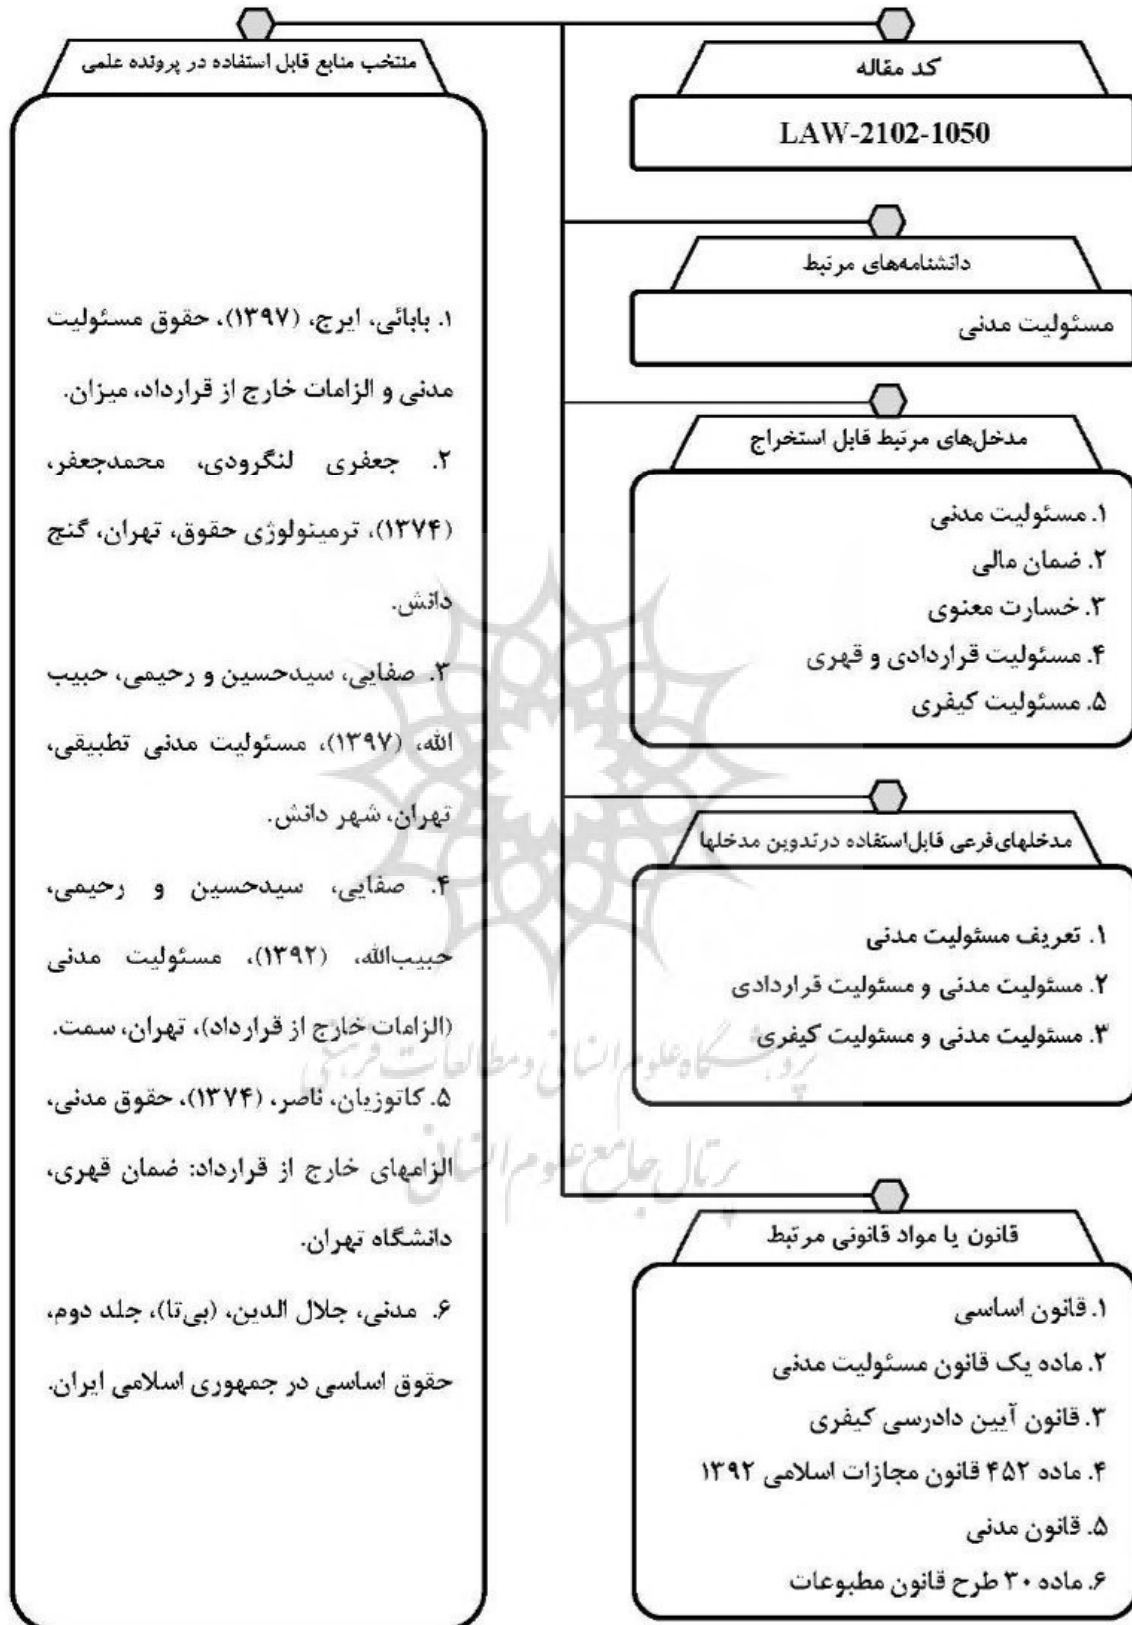 کد مقاله
LAW-2102-1050
دانشنامه‌های مرتبط
مسئولیت مدنی
مدخل‌های مرتبط قابل استخراج
۱. مسئولیت مدنی
۲. ضمان مالی
۳. خسارت معنوی
۴. مسئولیت قراردادی و قهری
۵. مسئولیت کیفری
مدخلهای‌فرعی قابل‌استفاده درتدوین مدخلها
۱. تعریف مسئولیت مدنی
۲. مسئولیت مدنی و مسئولیت قراردادی
۳. مسئولیت مدنی و مسئولیت کیفری
قانون یا مواد قانونی مرتبط
۱. قانون اساسی
۲. ماده یک قانون مسئولیت مدنی
۳. قانون آیین دادرسی کیفری
۴. ماده ۴۵۲ قانون مجازات اسلامی ۱۳۹۲
۵. قانون مدنی
۶. ماده ۳۰ طرح قانون مطبوعات
منتخب منابع قابل استفاده در پرونده علمی
۱. بابائی، ایرج، (۱۳۹۷)، حقوق مسئولیت
مدنی و الزامات خارج از قرارداد، میزان.
۲. جعفری لنگرودی، محمدجعفر،
(۱۳۷۴)، ترمینولوژی حقوق، تهران، گنج
دانش.
۳. صفایی، سیدحسین و رحیمی، حبیب
الله، (۱۳۹۷)، مسئولیت مدنی تطبیقی،
تهران، شهر دانش.
۴. صفایی، سیدحسین و رحیمی،
حبیب‌الله، (۱۳۹۲)، مسئولیت مدنی
(الزامات خارج از قرارداد)، تهران، سمت.
۵. کاتوزیان، ناصر، (۱۳۷۴)، حقوق مدنی،
الزامهای خارج از قرارداد: ضمان قهری،
دانشگاه تهران.
۶. مدنی، جلال الدین، (بی‌تا)، جلد دوم،
حقوق اساسی در جمهوری اسلامی ایران.
پژوهشگاه علوم انسانی و مطالعات فرهنگی
پرتال جامع علوم انسانی